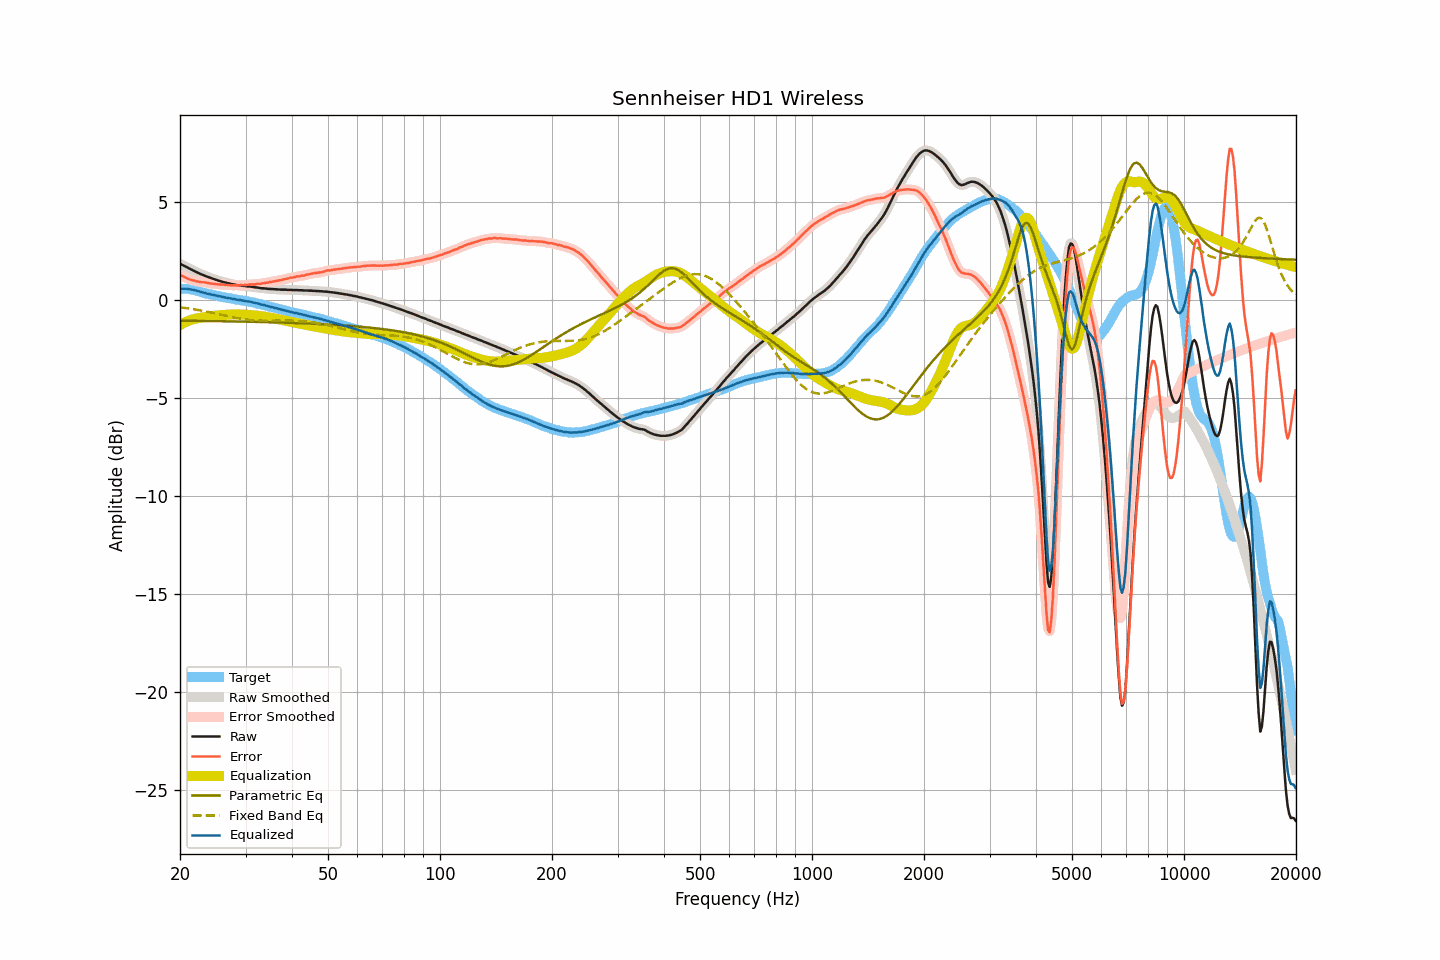 Sennheiser HD1 Wireless
Amplitude (dBr)
5
0
−5
−10
−15
−20
−25
Target
Raw Smoothed
Error Smoothed
Raw
Error
Equalization
Parametric Eq
Fixed Band Eq
Equalized
20 50 100 200 500 1000 2000 5000 10000 20000
Frequency (Hz)